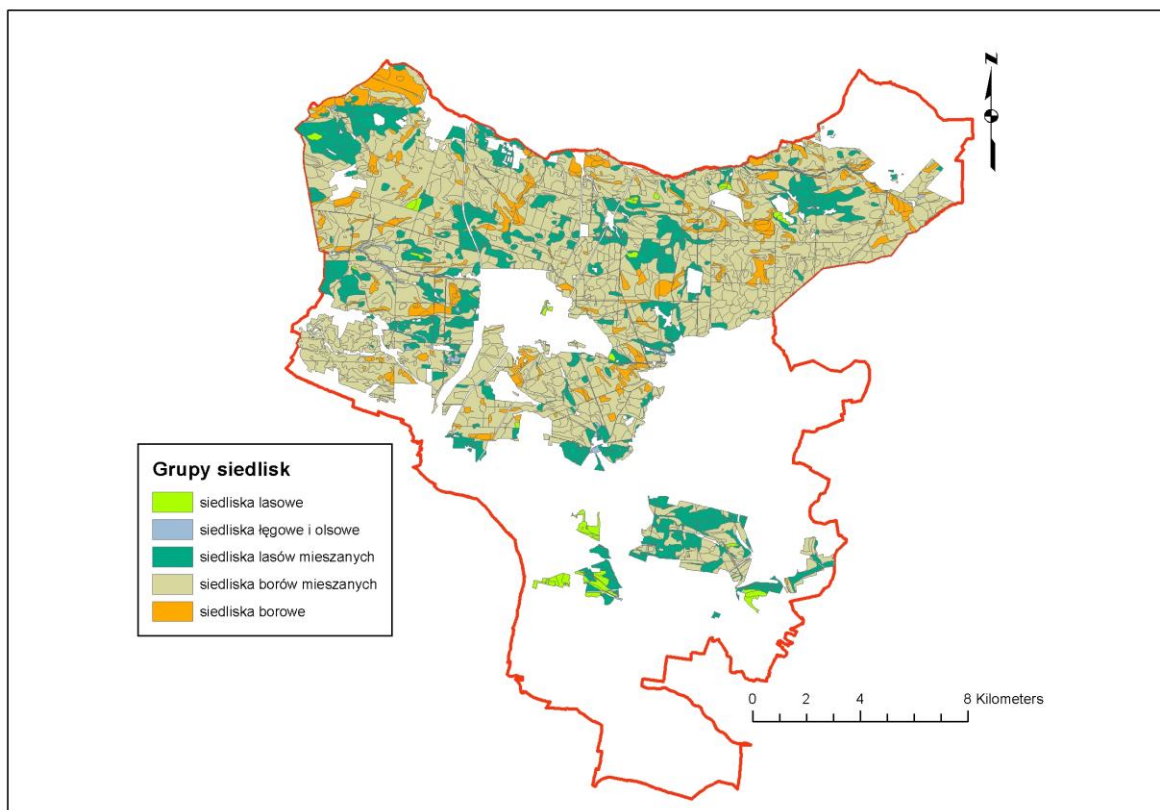 N
Grupy siedlisk
siedliska lasowe
siedliska łęgowe i olsowe
siedliska lasów mieszanych
siedliska borów mieszanych
siedliska borowe
0 2 4 8 Kilometers